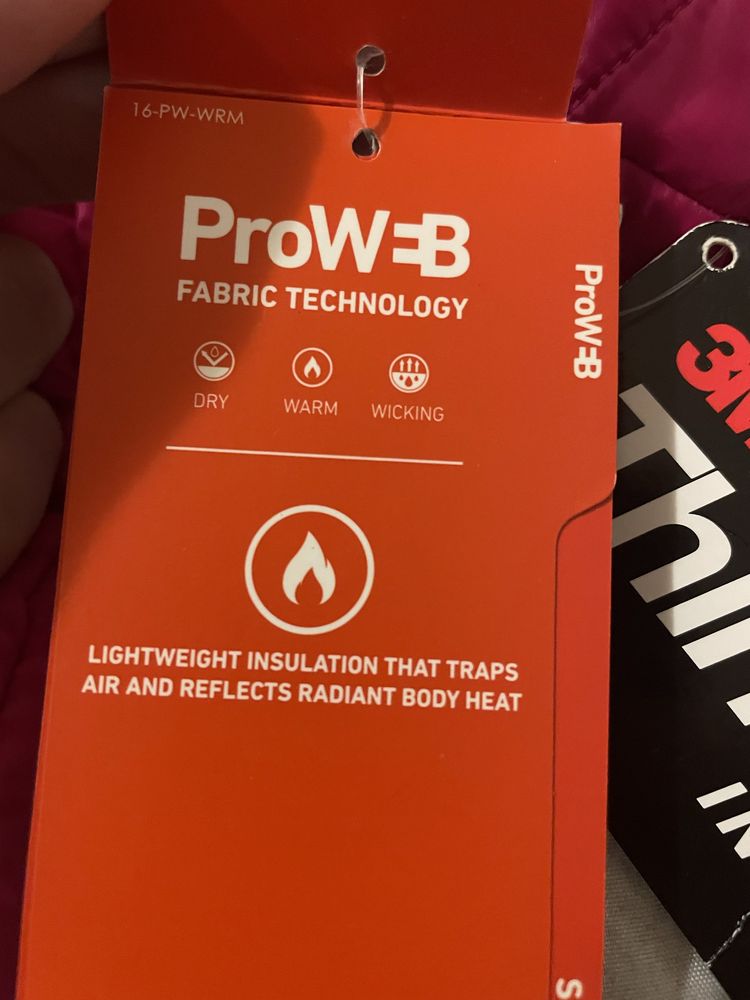 16-PW-WRM
ProWEB
FABRIC TECHNOLOGY
DRY
WARM
WICKING
LIGHTWEIGHT INSULATION THAT TRAPS
AIR AND REFLECTS RADIANT BODY HEAT
ProWEB
3M